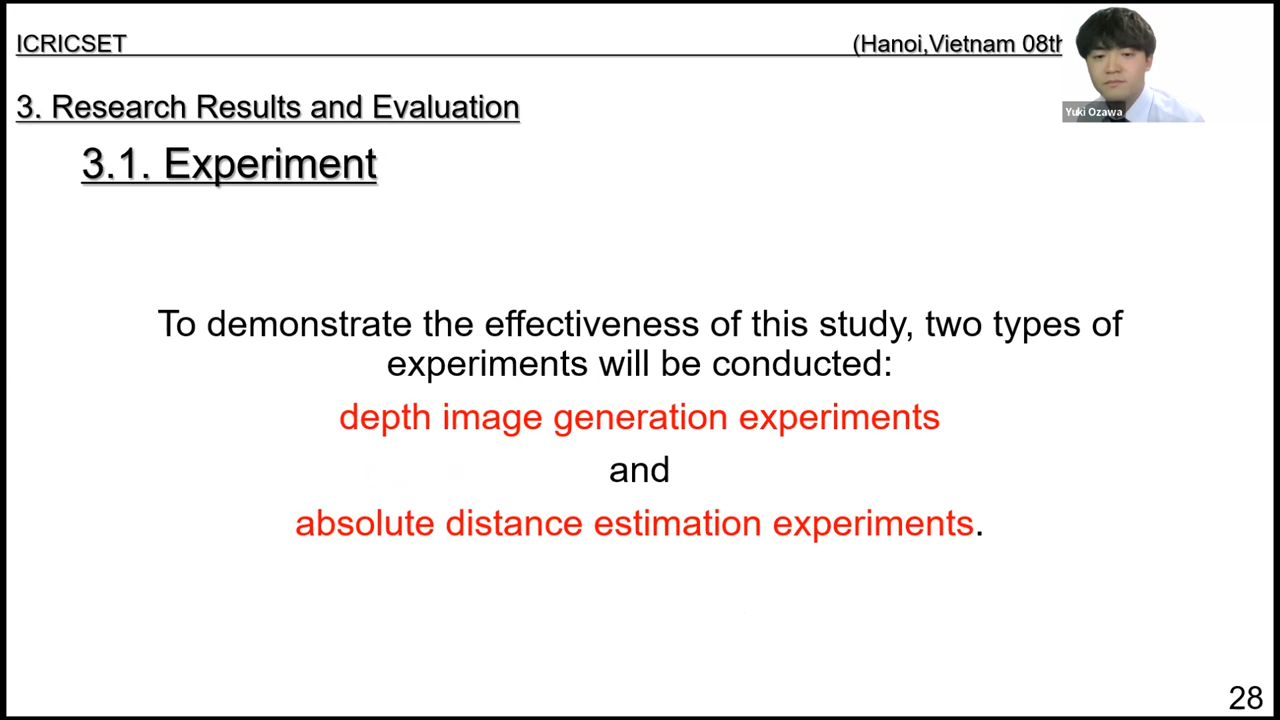 ICRICSET
(Hanoi,Vietnam 08th
Yuki Ozawa
3. Research Results and Evaluation
3.1. Experiment
To demonstrate the effectiveness of this study, two types of
experiments will be conducted:
depth image generation experiments
and
absolute distance estimation experiments.
28